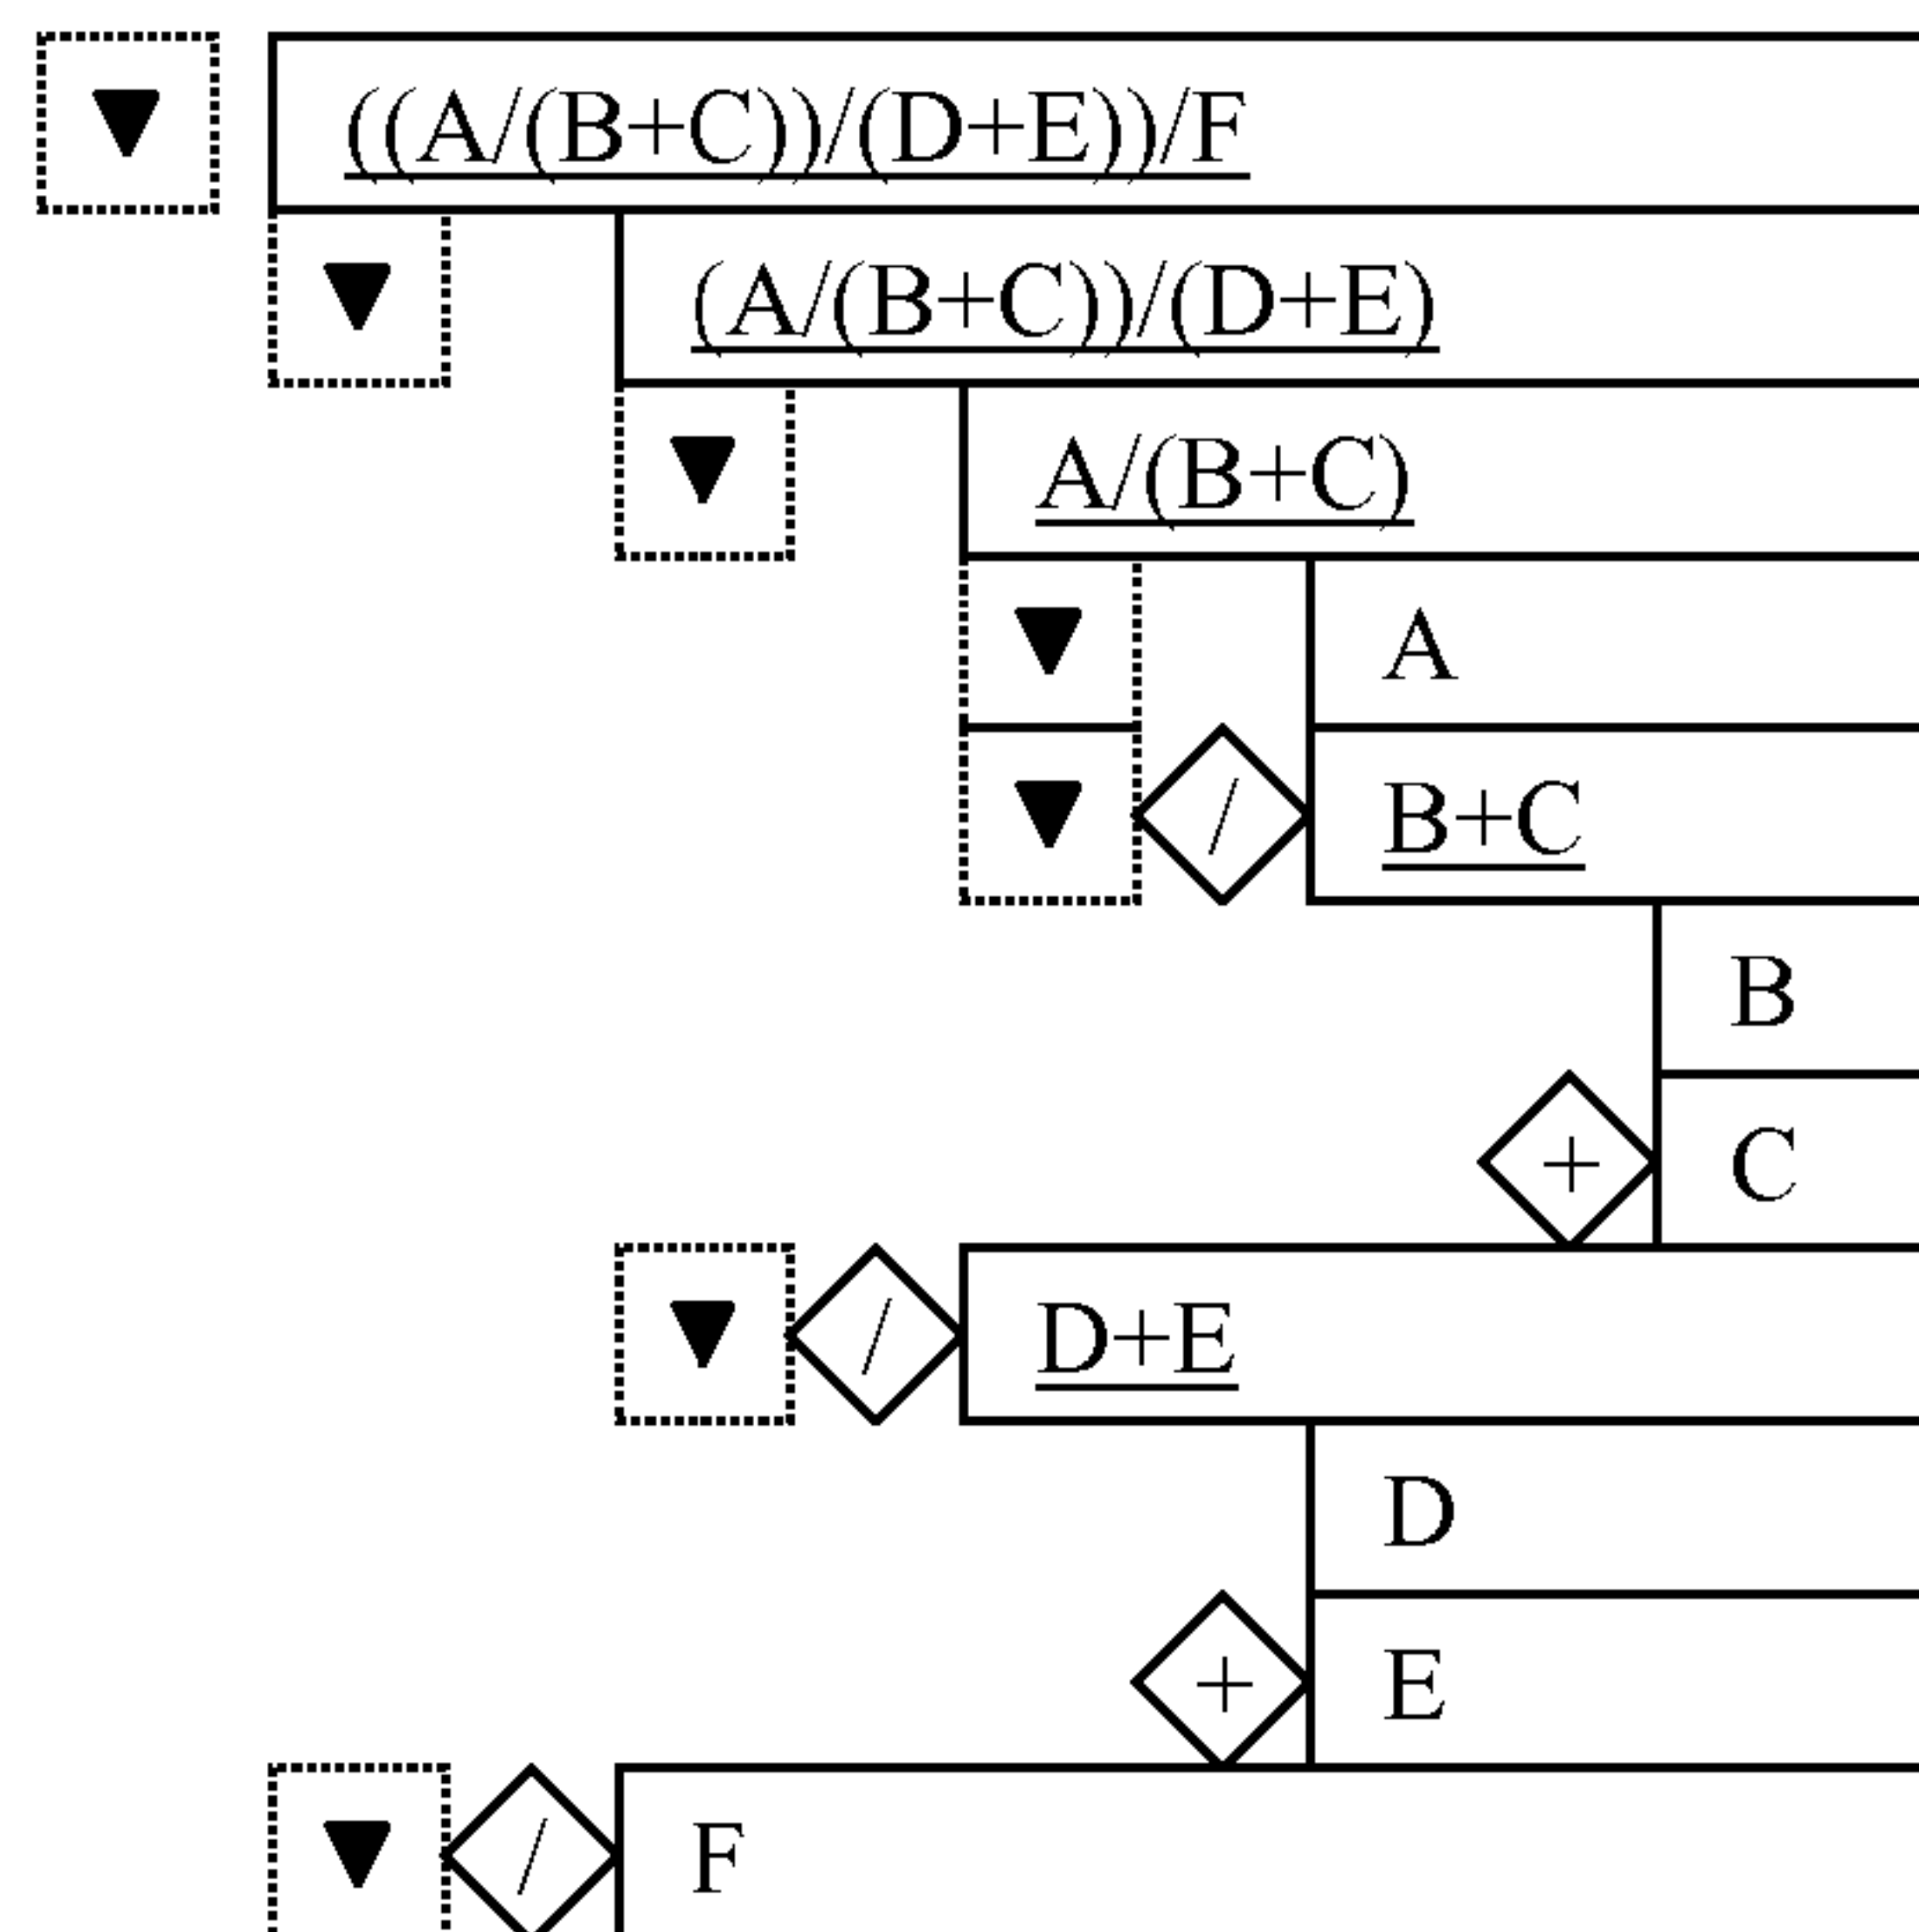 ((A/(B+C))/(D+E))/F
(A/(B+C))/(D+E)
A/(B+C)
A
/ B+C
B
+ C
/ D+E
D
+ E
/ F